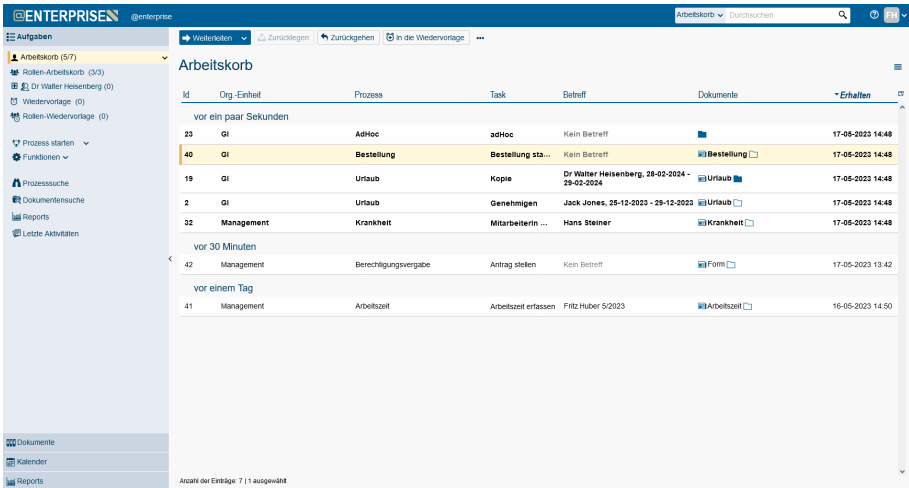 @ENTERPRISE @enterprise Arbeitskorb Durchsuchen FH
Aufgaben
Weiterleiten Zurücklegen Zurückgehen In die Wiedervorlage •••
Arbeitskorb (5/7)
Rollen-Arbeitskorb (3/3)
Dr Walter Heisenberg (0)
Wiedervorlage (0)
Rollen-Wiedervorlage (0)
Prozess starten
Funktionen
Prozesssuche
Dokumentensuche
Reports
Letzte Aktivitäten
Dokumente
Kalender
Reports
Arbeitskorb
Id Org.-Einheit Prozess Task Betreff Dokumente Erhalten
vor ein paar Sekunden
23 GI AdHoc adHoc Kein Betreff 17-05-2023 14:48
40 GI Bestellung Bestellung sta... Kein Betreff Bestellung 17-05-2023 14:48
19 GI Urlaub Kopie Dr Walter Heisenberg, 28-02-2024 -
29-02-2024 Urlaub 17-05-2023 14:48
2 GI Urlaub Genehmigen Jack Jones, 25-12-2023 - 29-12-2023 Urlaub 17-05-2023 14:48
32 Management Krankheit MitarbeiterIn ... Hans Steiner Krankheit 17-05-2023 14:48
vor 30 Minuten
42 Management Berechtigungsvergabe Antrag stellen Kein Betreff Form 17-05-2023 13:42
vor einem Tag
41 Management Arbeitszeit Arbeitszeit erfassen Fritz Huber 5/2023 Arbeitszeit 16-05-2023 14:50
Anzahl der Einträge: 7 | 1 ausgewählt